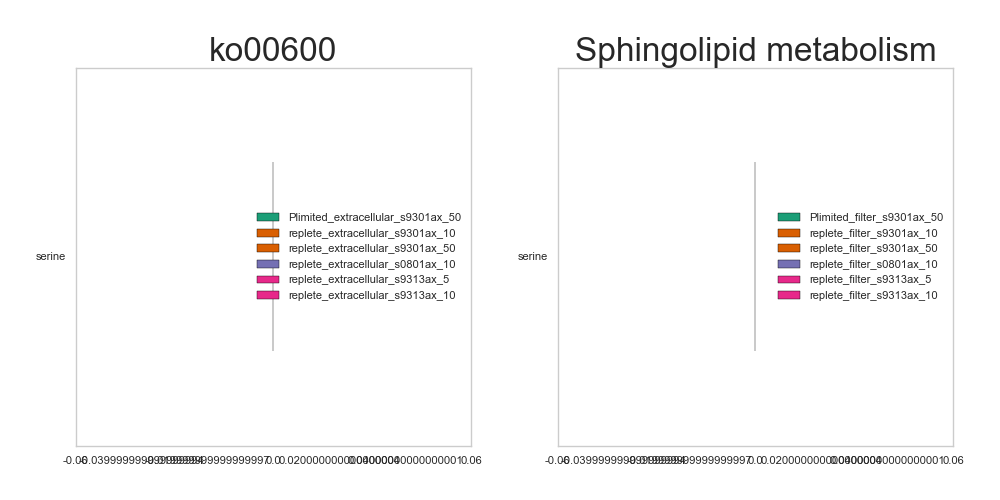 ko00600
Sphingolipid metabolism
serine
Plimited_extracellular_s9301ax_50
replete_extracellular_s9301ax_10
replete_extracellular_s9301ax_50
replete_extracellular_s0801ax_10
replete_extracellular_s9313ax_5
replete_extracellular_s9313ax_10
serine
Plimited_filter_s9301ax_50
replete_filter_s9301ax_10
replete_filter_s9301ax_50
replete_filter_s0801ax_10
replete_filter_s9313ax_5
replete_filter_s9313ax_10
-0.06 0.0 0.06
-0.06 0.0 0.06